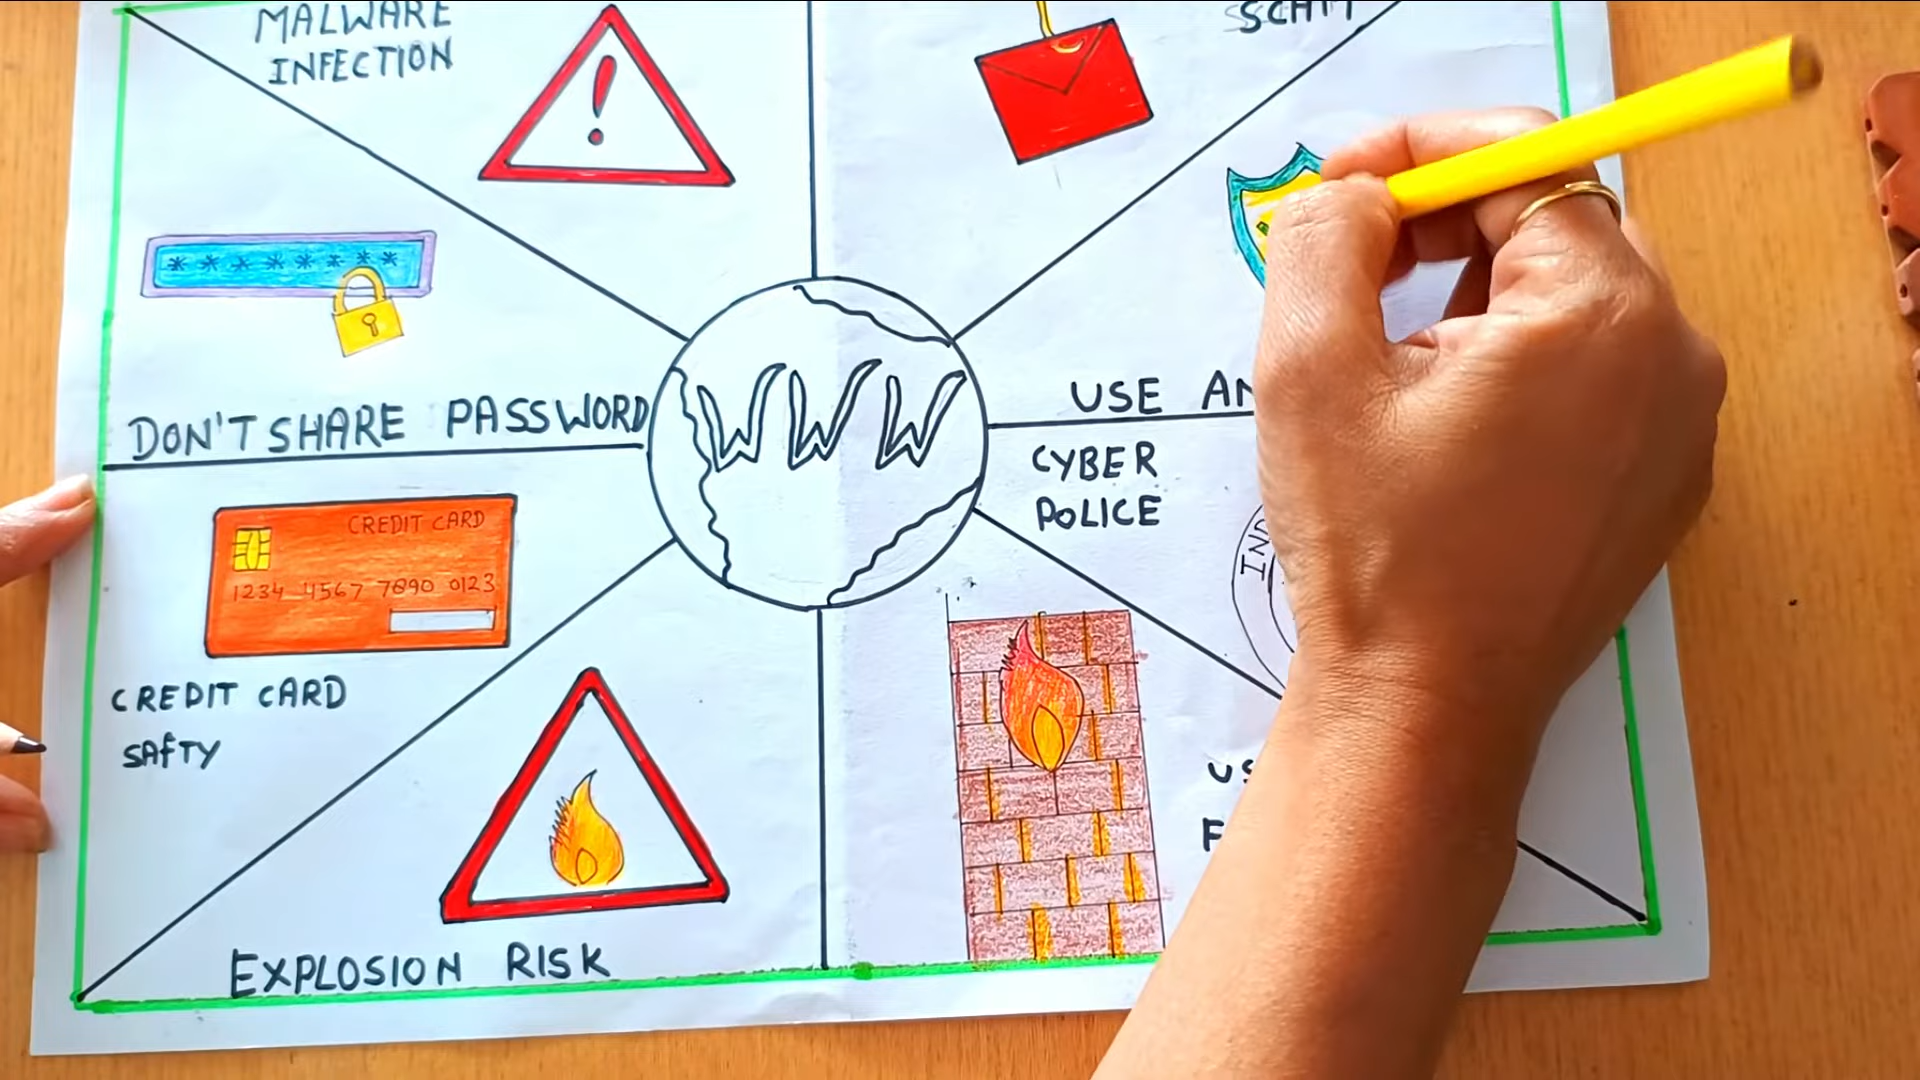 MALWARE
INFECTION
* * * * * * * *
DON'T SHARE PASSWORD
WWW
USE
CYBER
POLICE
CREDIT CARD
1234 4567 7890 0123
CREDIT CARD
SAfTY
EXPLOSION RISK